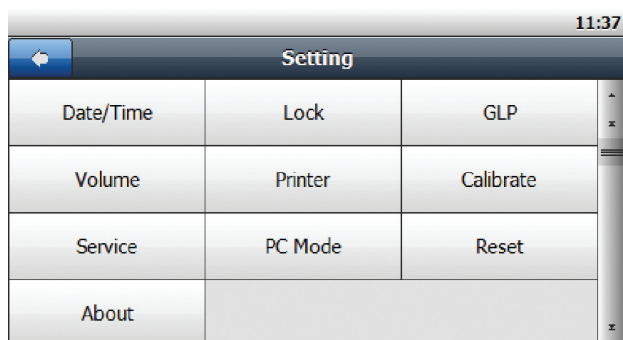 11:37
Setting
Date/Time Lock GLP
Volume Printer Calibrate
Service PC Mode Reset
About